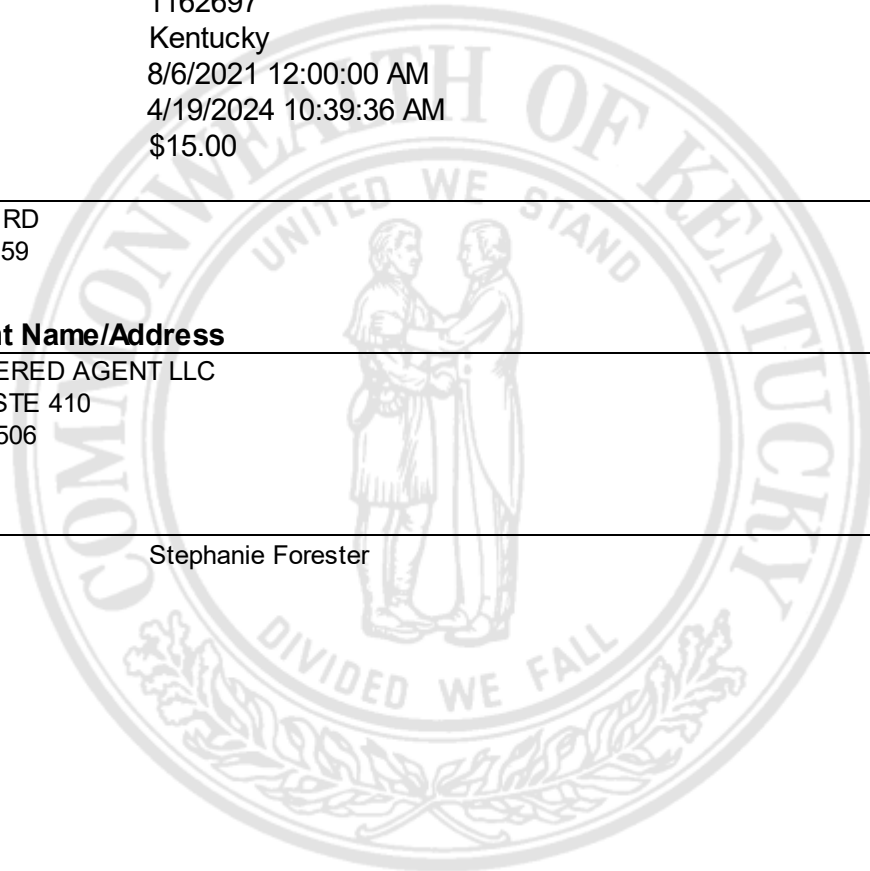 1162697
Kentucky
8/6/2021 12:00:00 AM
4/19/2024 10:39:36 AM
$15.00
RD
59
nt Name/Address
ERED AGENT LLC
STE 410
506
Stephanie Forester
COMMONWEALTH OF KENTUCKY
UNITED WE STAND
DIVIDED WE FALL